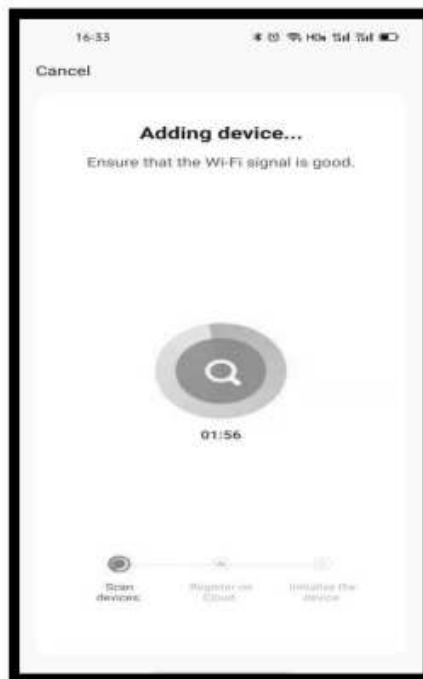 16:33
Cancel
Adding device...
Ensure that the Wi-Fi signal is good.
01:56
Scan
devices.
Register on
Cloud.
Initialize the
device.